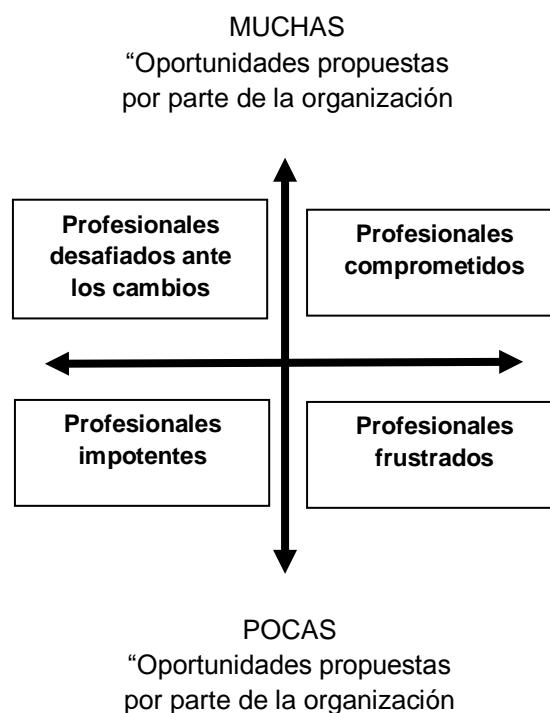 MUCHAS
“Oportunidades propuestas
por parte de la organización
Profesionales
desafiados ante
los cambios
Profesionales
comprometidos
Profesionales
impotentes
Profesionales
frustrados
POCAS
“Oportunidades propuestas
por parte de la organización